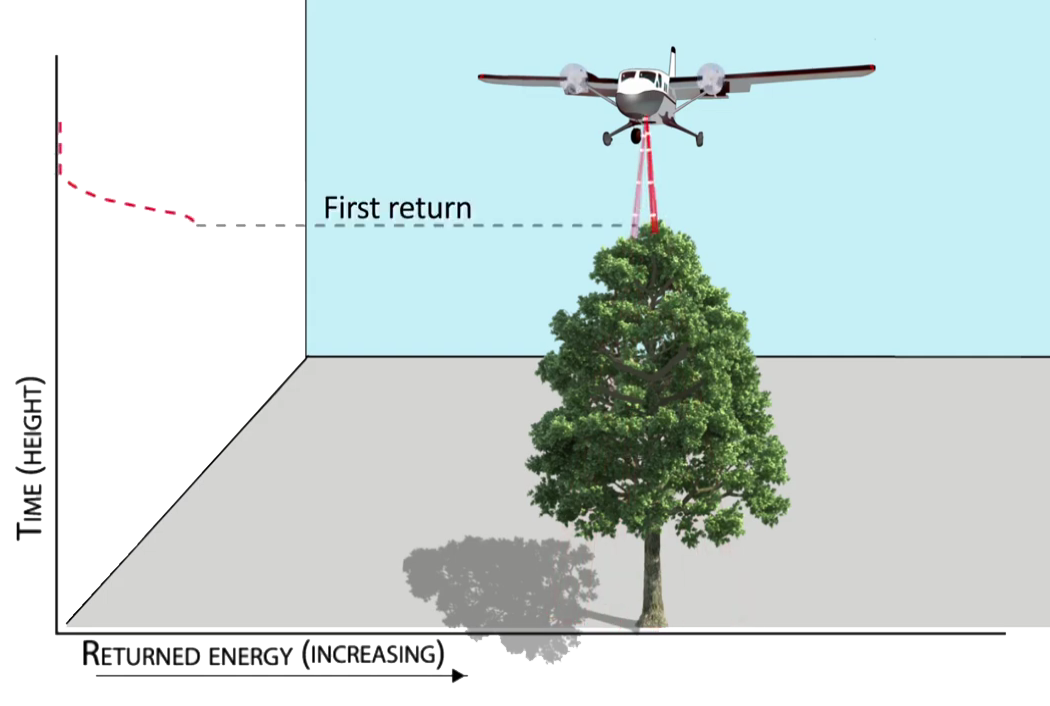 First return
TIME (HEIGHT)
RETURNED ENERGY (INCREASING)